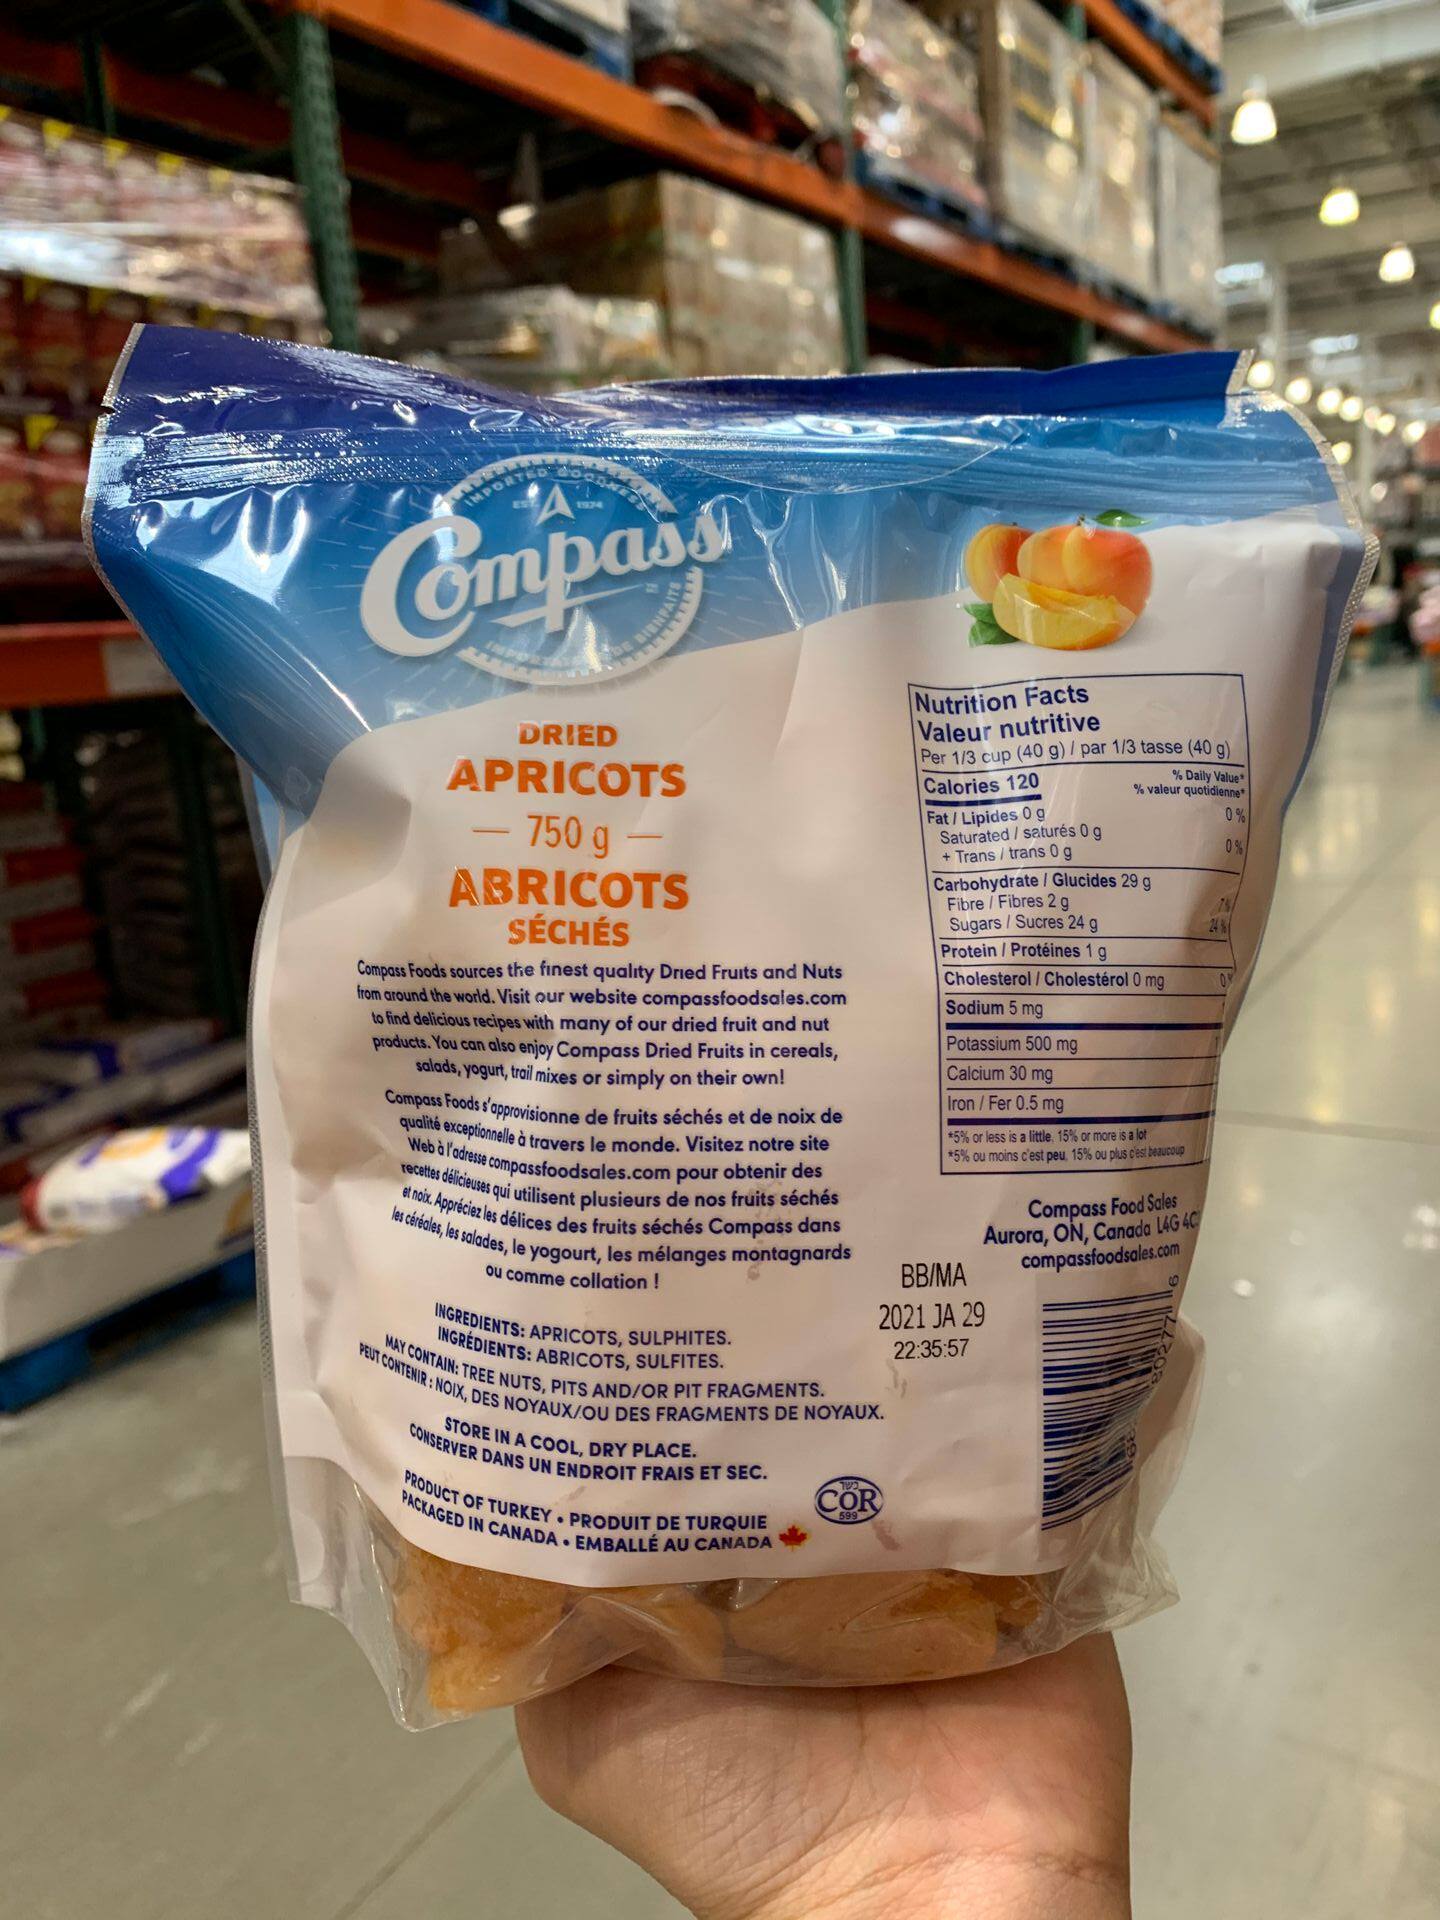 IMPORTED GOODNESS
EST. 1974
Compass
DE BIENFAITS
DRIED
APRICOTS
— 750 g —
ABRICOTS
SÉCHÉS
Compass Foods sources the finest quality Dried Fruits and Nuts
from around the world. Visit our website compassfoodsales.com
to find delicious recipes with many of our dried fruit and nut
products. You can also enjoy Compass Dried Fruits in cereals,
salads, yogurt, trail mixes or simply on their own!
Compass Foods s'approvisionne de fruits séchés et de noix de
qualité exceptionnelle à travers le monde. Visitez notre site
Web à l'adresse compassfoodsales.com pour obtenir des
recettes délicieuses qui utilisent plusieurs de nos fruits séchés
et noix. Appréciez les délices des fruits séchés Compass dans
les céréales, les salades, le yogourt, les mélanges montagnards
ou comme collation !
INGREDIENTS: APRICOTS, SULPHITES.
INGRÉDIENTS: ABRICOTS, SULFITES.
MAY CONTAIN: TREE NUTS, PITS AND/OR PIT FRAGMENTS.
PEUT CONTENIR : NOIX, DES NOYAUX/OU DES FRAGMENTS DE NOYAUX.
STORE IN A COOL, DRY PLACE.
CONSERVER DANS UN ENDROIT FRAIS ET SEC.
PRODUCT OF TURKEY • PRODUIT DE TURQUIE
PACKAGED IN CANADA • EMBALLÉ AU CANADA
כשר
COR
599
Nutrition Facts
Valeur nutritive
Per 1/3 cup (40 g) / par 1/3 tasse (40 g)
Calories 120
% Daily Value*
% valeur quotidienne*
Fat / Lipides 0 g 0 %
Saturated / saturés 0 g
+ Trans / trans 0 g 0 %
Carbohydrate / Glucides 29 g
Fibre / Fibres 2 g 7 %
Sugars / Sucres 24 g 24 %
Protein / Protéines 1 g
Cholesterol / Cholestérol 0 mg
Sodium 5 mg
Potassium 500 mg
Calcium 30 mg
Iron / Fer 0.5 mg
*5% or less is a little, 15% or more is a lot
*5% ou moins c'est peu, 15% ou plus c'est beaucoup
Compass Food Sales
Aurora, ON, Canada L4G
compassfoodsales.com
BB/MA
2021 JA 29
22:35:57